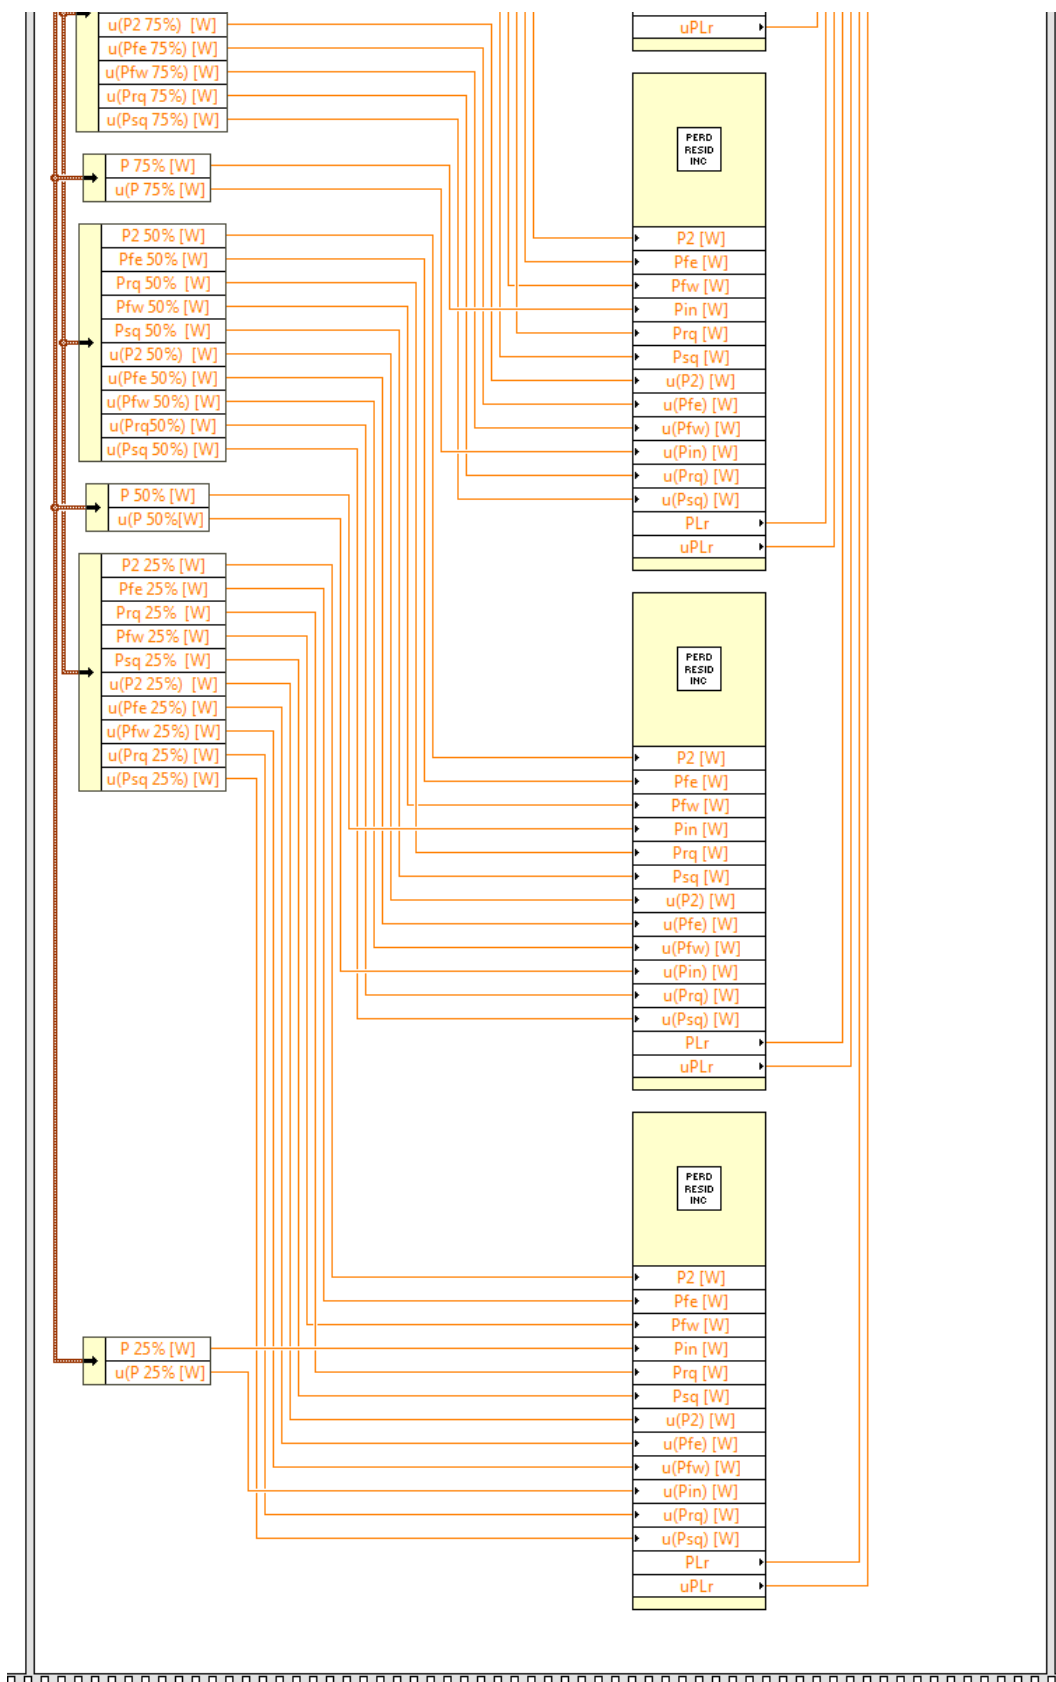 u(P2 75%) [W]
u(Pfe 75%) [W]
u(Pfw 75%) [W]
u(Prq 75%) [W]
u(Psq 75%) [W]
P 75% [W]
u(P 75% [W]
P2 50% [W]
Pfe 50% [W]
Prq 50% [W]
Pfw 50% [W]
Psq 50% [W]
u(P2 50%) [W]
u(Pfe 50%) [W]
u(Pfw 50%) [W]
u(Prq50%) [W]
u(Psq 50%) [W]
P 50% [W]
u(P 50%[W]
P2 25% [W]
Pfe 25% [W]
Prq 25% [W]
Pfw 25% [W]
Psq 25% [W]
u(P2 25%) [W]
u(Pfe 25%) [W]
u(Pfw 25%) [W]
u(Prq 25%) [W]
u(Psq 25%) [W]
P 25% [W]
u(P 25% [W]
uPLr
PERD
RESID
INC
P2 [W]
Pfe [W]
Pfw [W]
Pin [W]
Prq [W]
Psq [W]
u(P2) [W]
u(Pfe) [W]
u(Pfw) [W]
u(Pin) [W]
u(Prq) [W]
u(Psq) [W]
PLr
uPLr
PERD
RESID
INC
P2 [W]
Pfe [W]
Pfw [W]
Pin [W]
Prq [W]
Psq [W]
u(P2) [W]
u(Pfe) [W]
u(Pfw) [W]
u(Pin) [W]
u(Prq) [W]
u(Psq) [W]
PLr
uPLr
PERD
RESID
INC
P2 [W]
Pfe [W]
Pfw [W]
Pin [W]
Prq [W]
Psq [W]
u(P2) [W]
u(Pfe) [W]
u(Pfw) [W]
u(Pin) [W]
u(Prq) [W]
u(Psq) [W]
PLr
uPLr